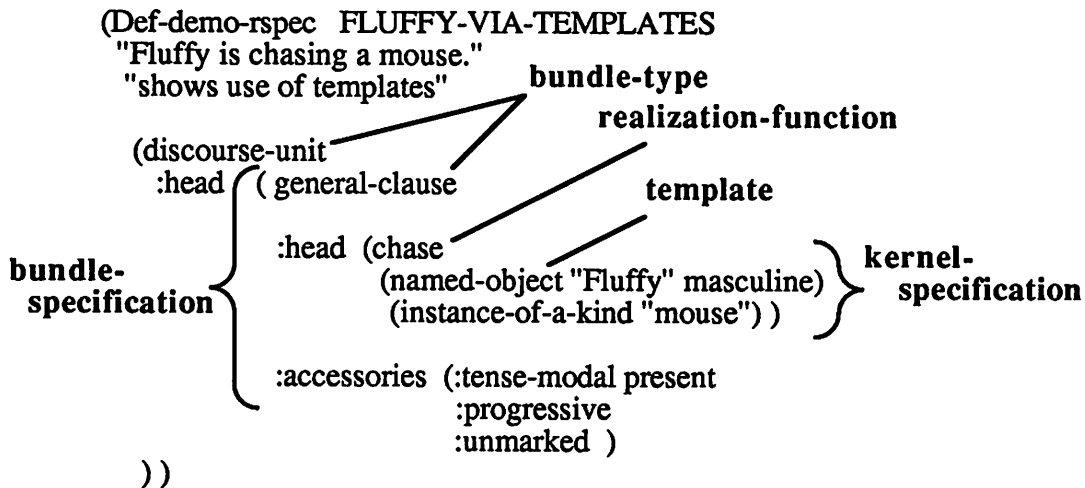 (Def-demo-rspec FLUFFY-VIA-TEMPLATES
"Fluffy is chasing a mouse."
"shows use of templates"
bundle-type
realization-function
(discourse-unit
:head ( general-clause
template
:head (chase
bundle-
specification
(named-object "Fluffy" masculine)
(instance-of-a-kind "mouse") )
kernel-
specification
:accessories (:tense-modal present
:progressive
:unmarked )
) )